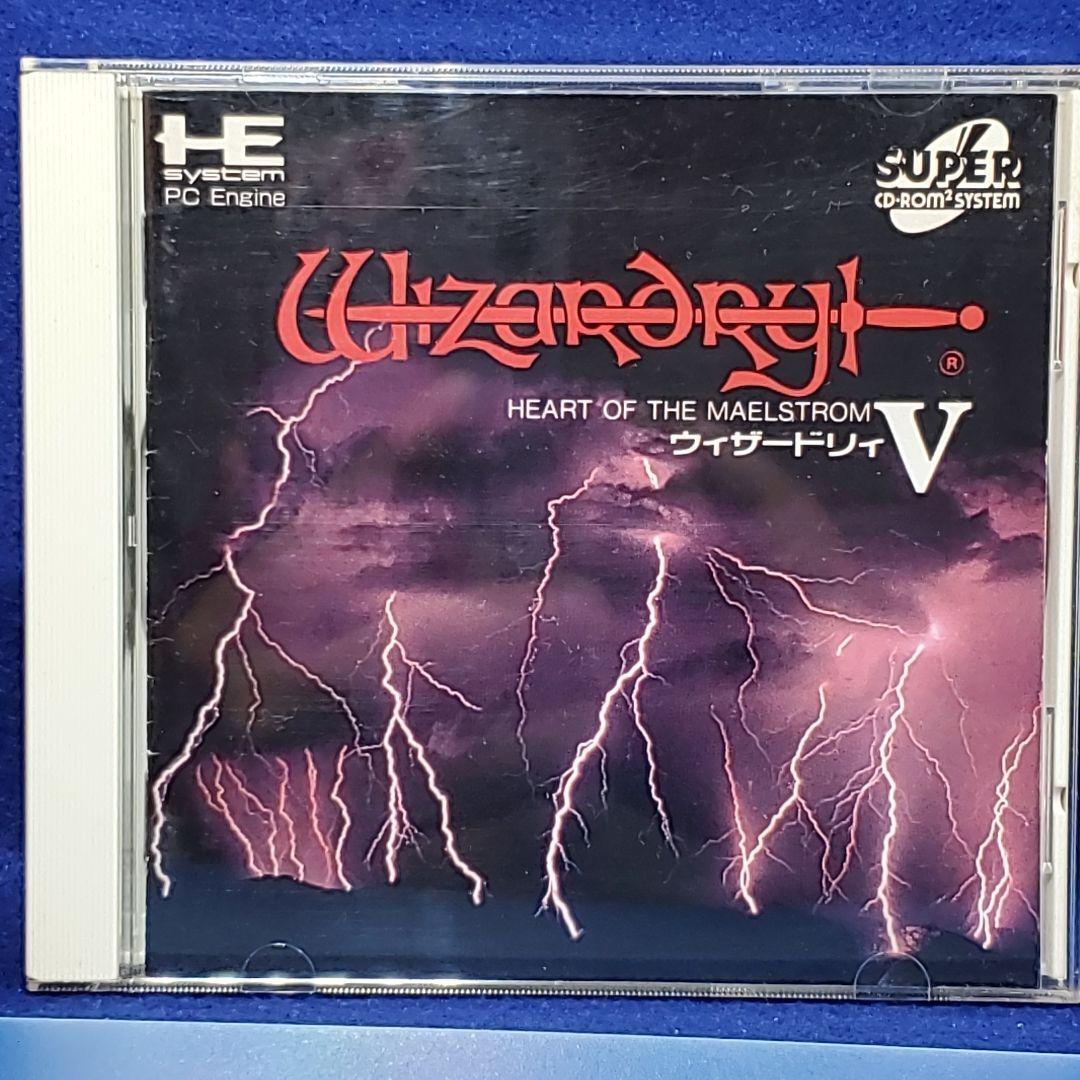 HE
system
PC Engine
SUPER
CD-ROM² SYSTEM
Wizardry
®
HEART OF THE MAELSTROM
ウィザードリィ V